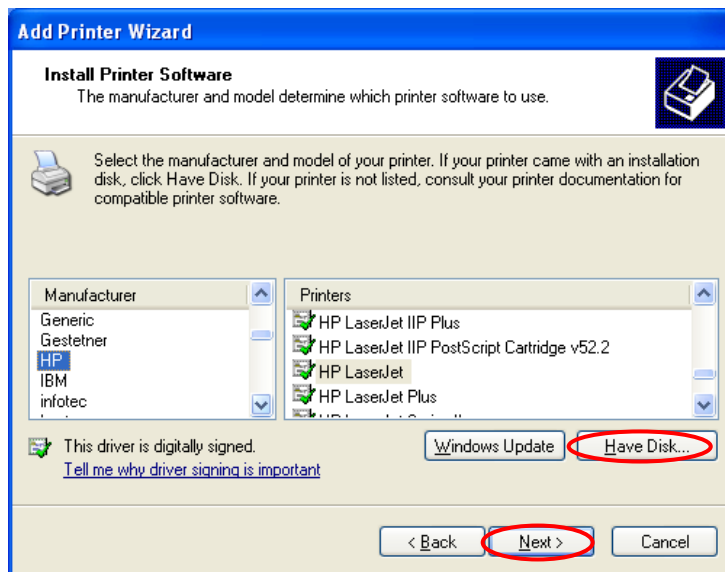 Add Printer Wizard
Install Printer Software
The manufacturer and model determine which printer software to use.
Select the manufacturer and model of your printer. If your printer came with an installation
disk, click Have Disk. If your printer is not listed, consult your printer documentation for
compatible printer software.
Manufacturer
Generic
Gestetner
HP
IBM
infotec
Printers
HP LaserJet IIP Plus
HP LaserJet IIP PostScript Cartridge v52.2
HP LaserJet
HP LaserJet Plus
This driver is digitally signed.
Tell me why driver signing is important
Windows Update
Have Disk...
< Back
Next >
Cancel